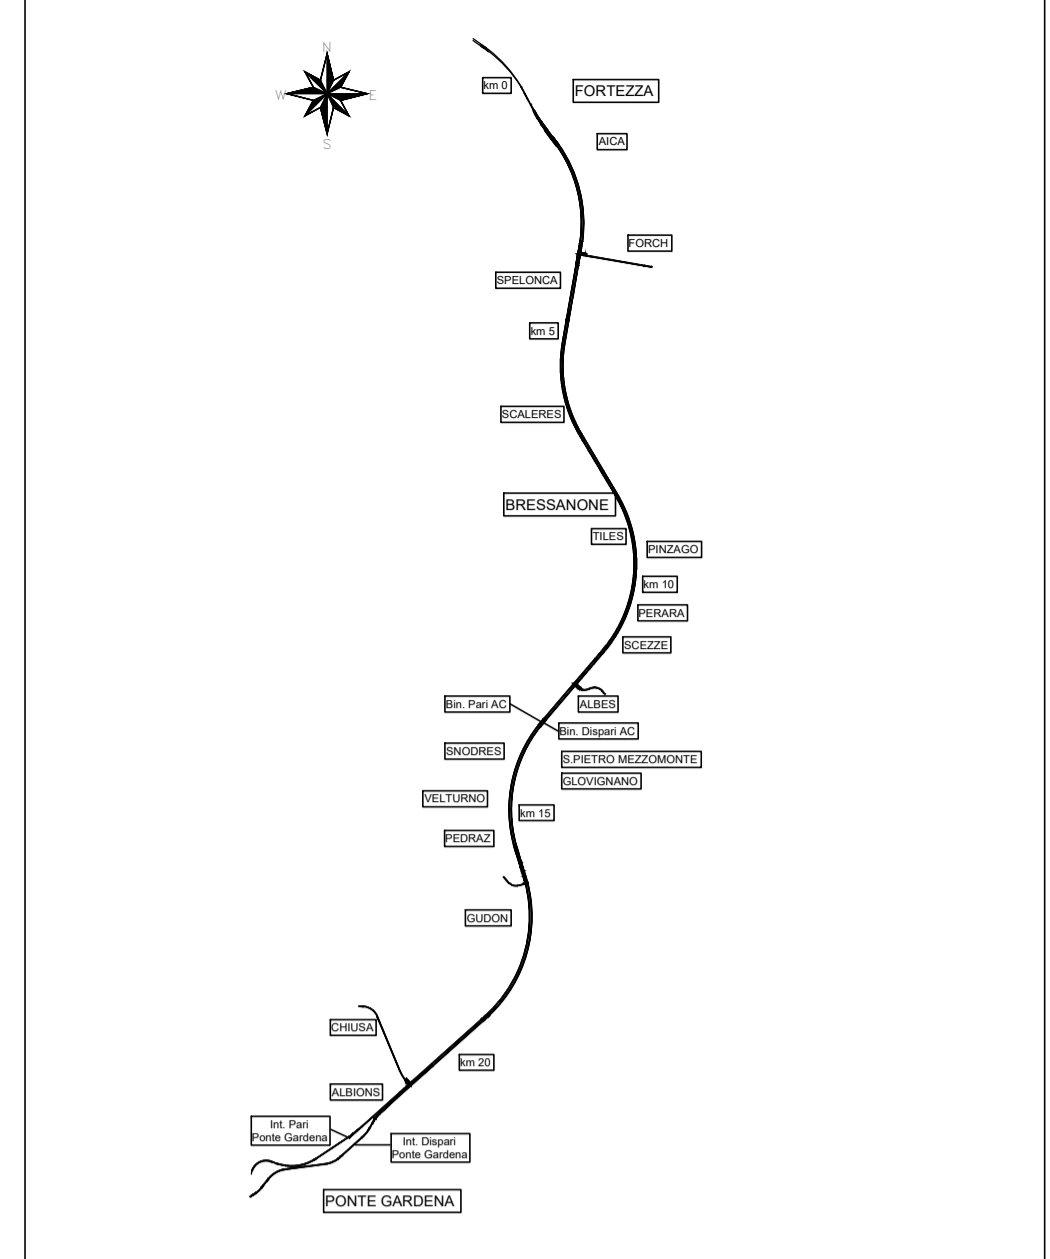 N
km 0
FORTEZZA
W
E
S
AICA
FORCH
SPELONCA
km 5
SCALERES
BRESSANONE
TILES
PINZAGO
km 10
PERARA
SCEZZE
Bin. Pari AC
ALBES
Bin. Dispari AC
SNODRES
S.PIETRO MEZZOMONTE
GLOVIGNANO
VELTURNO
km 15
PEDRAZ
GUDON
CHIUSA
km 20
ALBIONS
Int. Pari
Ponte Gardena
Int. Dispari
Ponte Gardena
PONTE GARDENA